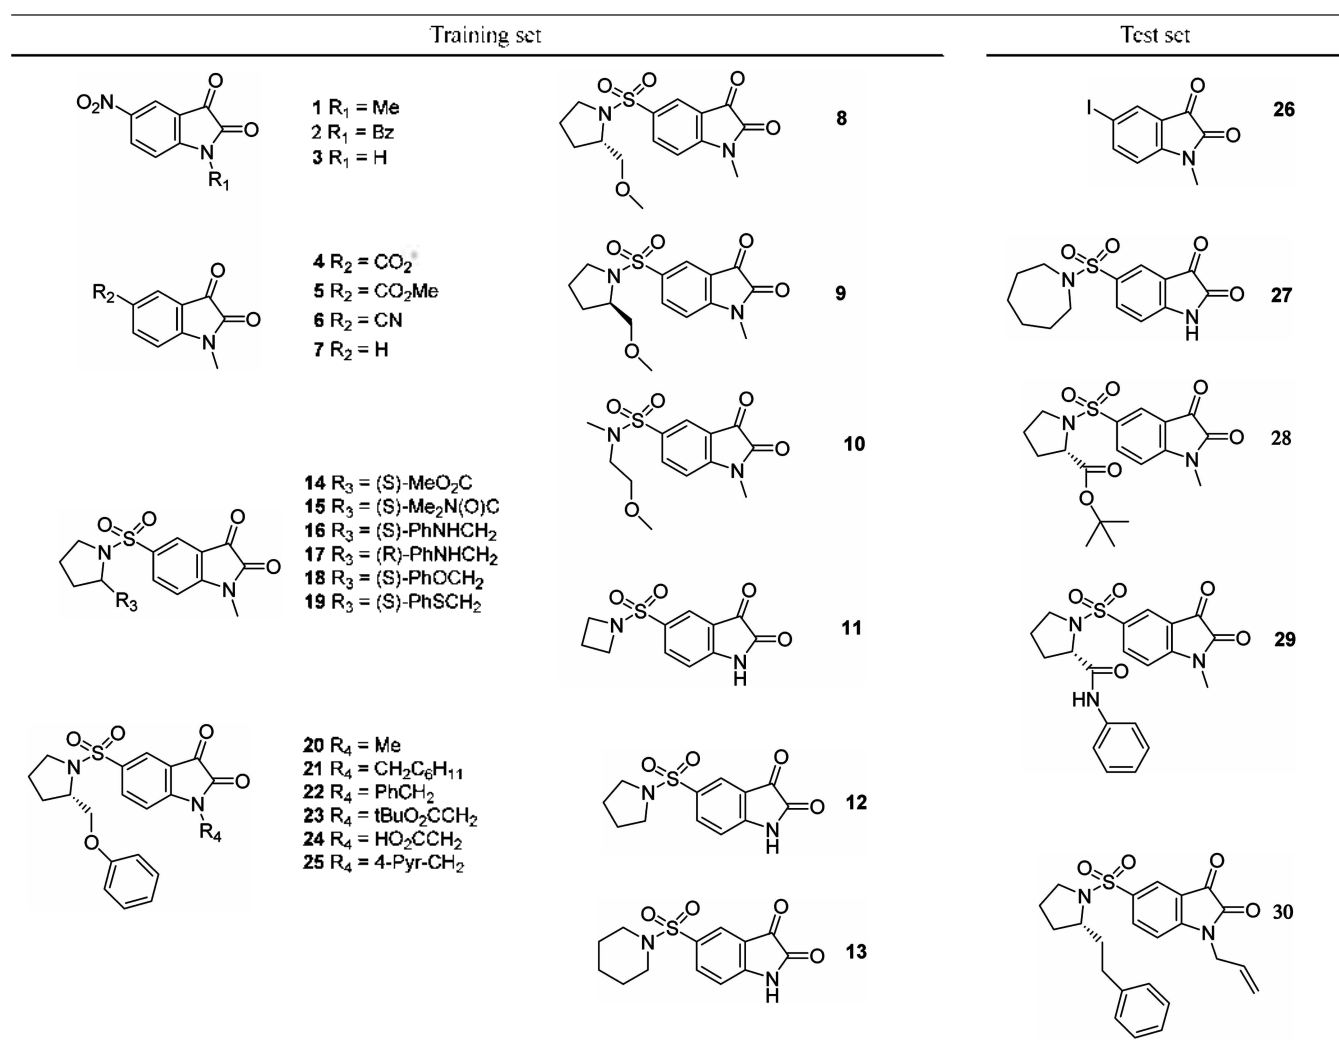 Training set
Test set
O₂N
O
O
N
R₁
1 R₁ = Me
2 R₁ = Bz
3 R₁ = H
O O
S
N
O
O
N
O
8
I
O
O
N
26
R₂
O
O
N
4 R₂ = CO₂
5 R₂ = CO₂Me
6 R₂ = CN
7 R₂ = H
O O
S
N
O
O
N
O
9
O O
S
N
O
O
N
H
27
O O
S
N
O
O
N
O
10
O O
S
N
O
O
N
O
O
28
O O
S
N
O
O
N
R₃
14 R₃ = (S)-MeO₂C
15 R₃ = (S)-Me₂N(O)C
16 R₃ = (S)-PhNHCH₂
17 R₃ = (R)-PhNHCH₂
18 R₃ = (S)-PhOCH₂
19 R₃ = (S)-PhSCH₂
O O
S
N
O
O
N
H
11
O O
S
N
O
O
N
O
HN
29
O O
S
N
O
O
N
R₄
O
20 R₄ = Me
21 R₄ = CH₂C₆H₁₁
22 R₄ = PhCH₂
23 R₄ = tBuO₂CCH₂
24 R₄ = HO₂CCH₂
25 R₄ = 4-Pyr-CH₂
O O
S
N
O
O
N
H
12
O O
S
N
O
O
N
H
13
O O
S
N
O
O
N
30